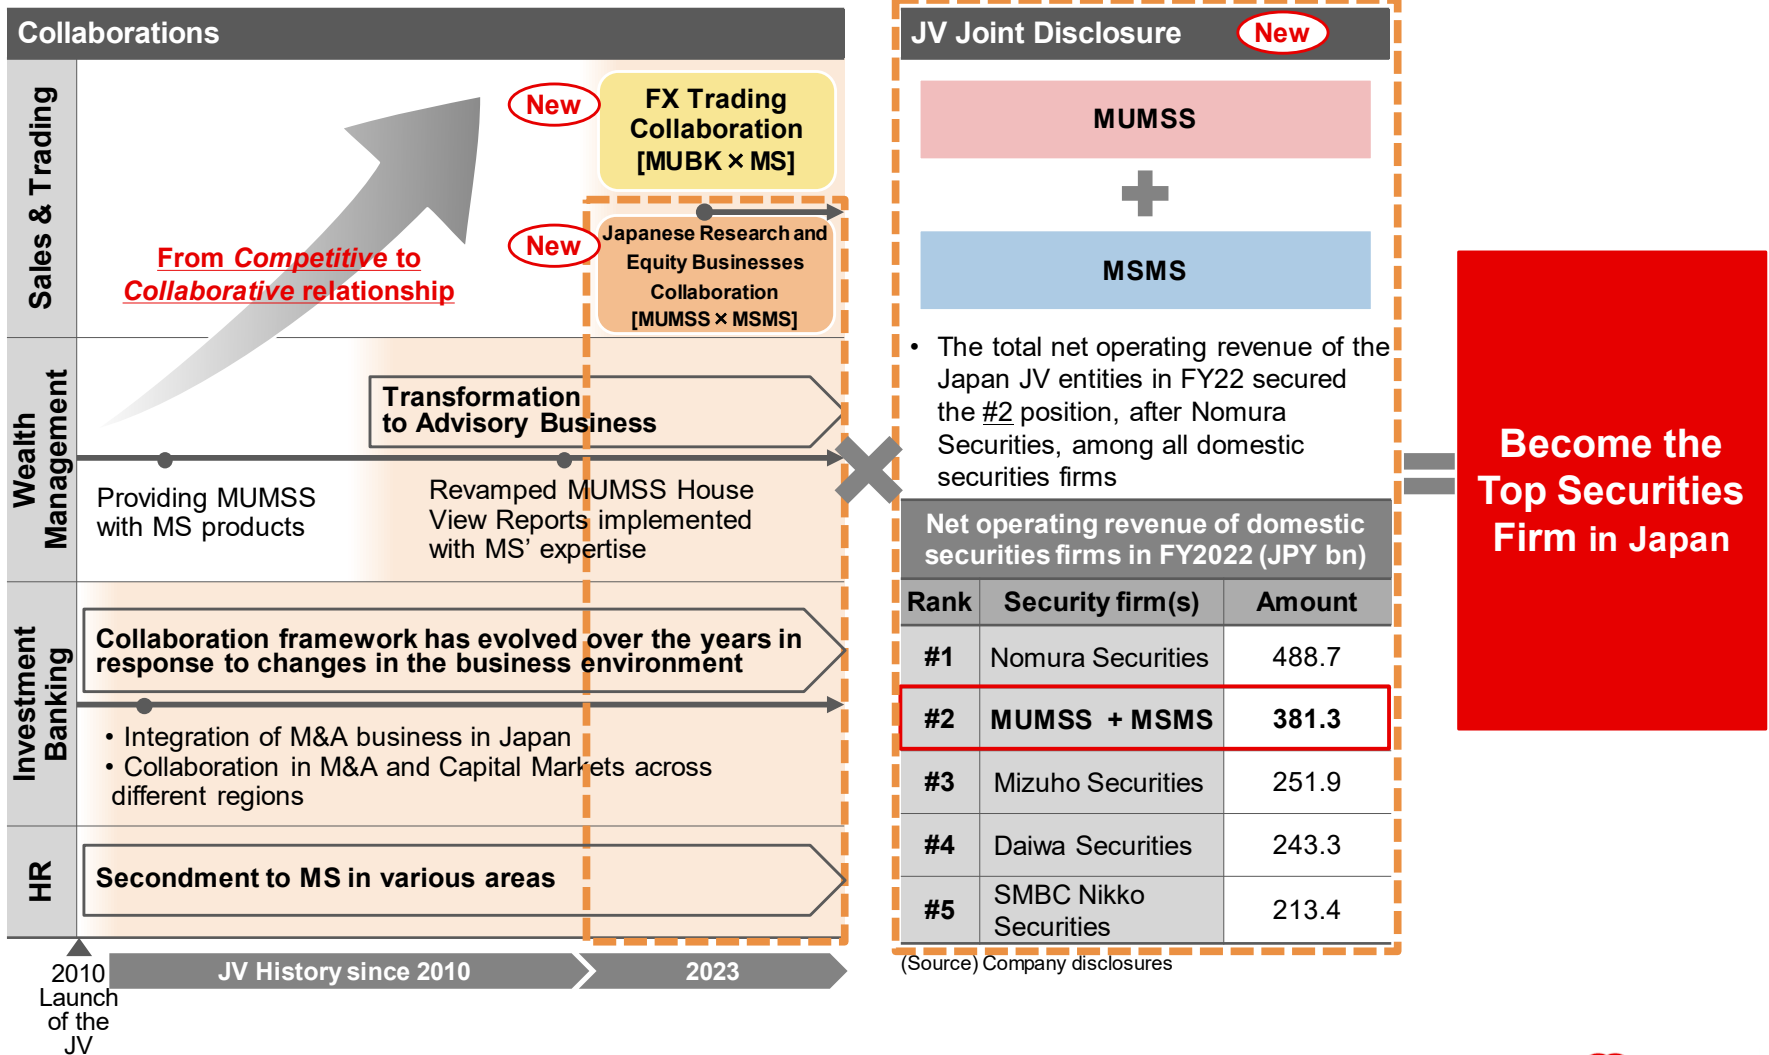 Collaborations
Sales & Trading
New
FX Trading
Collaboration
[MUBK × MS]
From Competitive to
Collaborative relationship
New
Japanese Research and
Equity Businesses
Collaboration
[MUMSS × MSMS]
Wealth
Management
Transformation
to Advisory Business
Providing MUMSS
with MS products
Revamped MUMSS House
View Reports implemented
with MS’ expertise
Investment
Banking
Collaboration framework has evolved over the years in
response to changes in the business environment
• Integration of M&A business in Japan
• Collaboration in M&A and Capital Markets across
different regions
HR
Secondment to MS in various areas
2010
Launch
of the
JV
JV History since 2010
2023
JV Joint Disclosure
New
MUMSS
MSMS
• The total net operating revenue of the
Japan JV entities in FY22 secured
the #2 position, after Nomura
Securities, among all domestic
securities firms
Net operating revenue of domestic
securities firms in FY2022 (JPY bn)
Rank Security firm(s) Amount
#1 Nomura Securities 488.7
#2 MUMSS + MSMS 381.3
#3 Mizuho Securities 251.9
#4 Daiwa Securities 243.3
#5 SMBC Nikko
Securities 213.4
(Source) Company disclosures
Become the
Top Securities
Firm in Japan